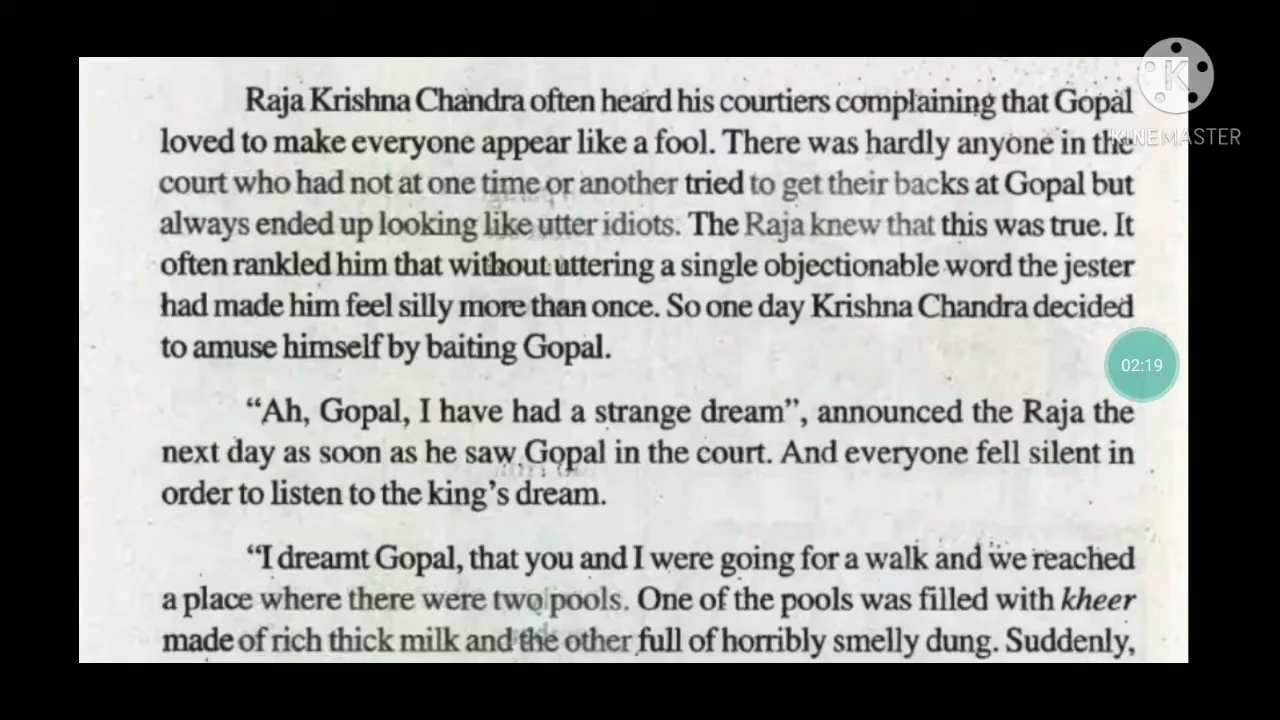 Raja Krishna Chandra often heard his courtiers complaining that Gopal
loved to make everyone appear like a fool. There was hardly anyone in the
court who had not at one time or another tried to get their backs at Gopal but
always ended up looking like utter idiots. The Raja knew that this was true. It
often rankled him that without uttering a single objectionable word the jester
had made him feel silly more than once. So one day Krishna Chandra decided
to amuse himself by baiting Gopal.
“Ah, Gopal, I have had a strange dream”, announced the Raja the
next day as soon as he saw Gopal in the court. And everyone fell silent in
order to listen to the king’s dream.
“I dreamt Gopal, that you and I were going for a walk and we reached
a place where there were two pools. One of the pools was filled with kheer
made of rich thick milk and the other full of horribly smelly dung. Suddenly,
K
KINEMASTER
02:19